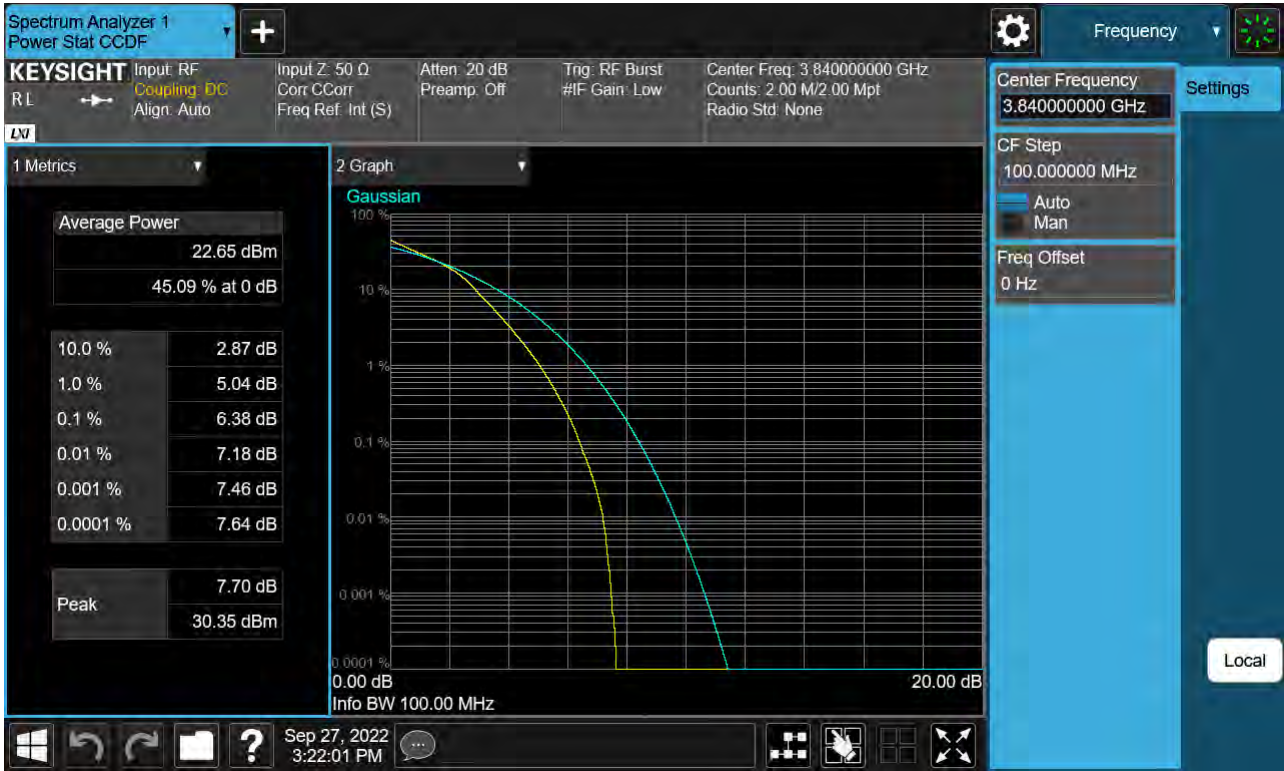 Spectrum Analyzer 1
Power Stat CCDF
+
Frequency
KEYSIGHT
RL
LXI
Input: RF
Coupling: DC
Align: Auto
Input Z: 50 Ω
Corr CCorr
Freq Ref: Int (S)
Atten: 20 dB
Preamp: Off
Trig: RF Burst
#IF Gain: Low
Center Freq: 3.840000000 GHz
Counts: 2.00 M/2.00 Mpt
Radio Std: None
Center Frequency
3.840000000 GHz
Settings
CF Step
100.000000 MHz
Auto
Man
Freq Offset
0 Hz
1 Metrics
Average Power
22.65 dBm
45.09 % at 0 dB
10.0 % 2.87 dB
1.0 % 5.04 dB
0.1 % 6.38 dB
0.01 % 7.18 dB
0.001 % 7.46 dB
0.0001 % 7.64 dB
Peak
7.70 dB
30.35 dBm
2 Graph
Gaussian
100 %
10 %
1 %
0.1 %
0.01 %
0.001 %
0.0001 %
0.00 dB 20.00 dB
Info BW 100.00 MHz
Local
?
Sep 27, 2022
3:22:01 PM